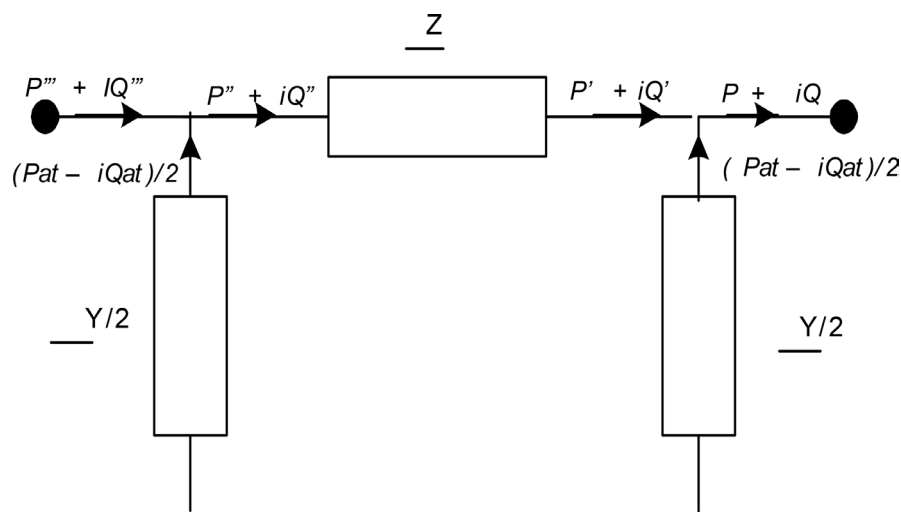 Z
P''' + IQ'''
P'' + iQ''
P' + iQ'
P + iQ
(Pat – iQat)/2
( Pat – iQat)/2
Y/2
Y/2